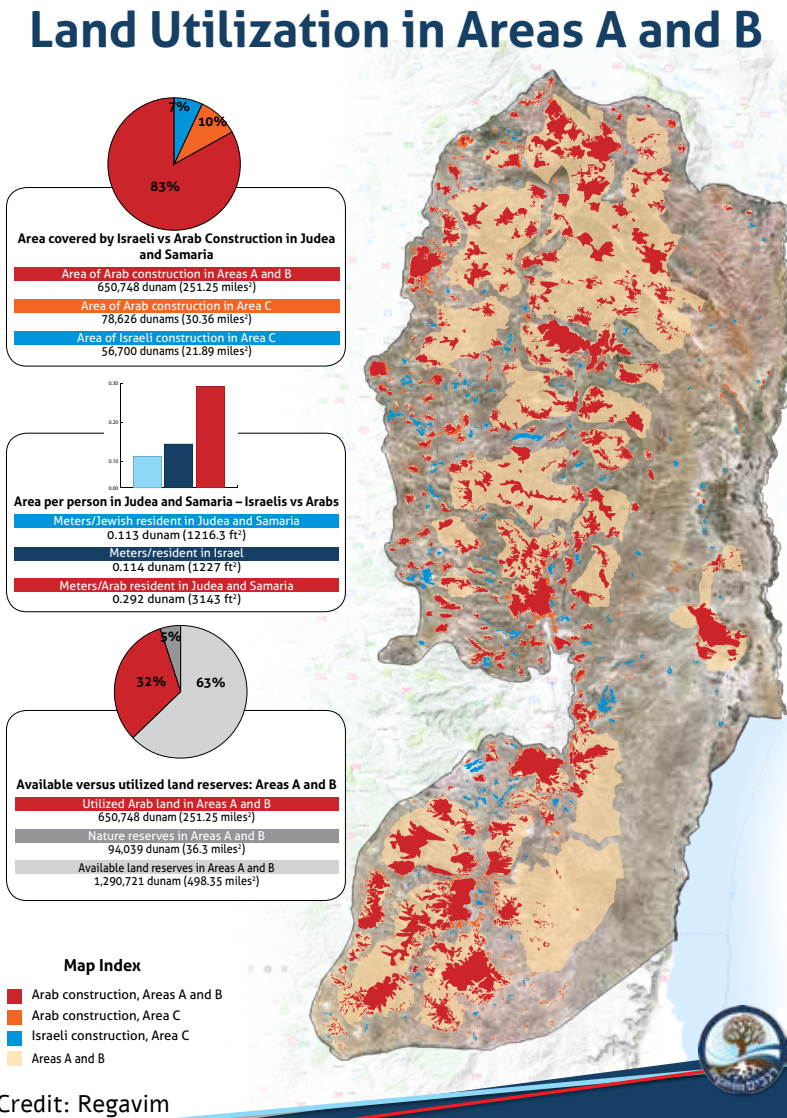 Land Utilization in Areas A and B
7%
10%
83%
Area covered by Israeli vs Arab Construction in Judea
and Samaria
Area of Arab construction in Areas A and B
650,748 dunam (251.25 miles²)
Area of Arab construction in Area C
78,626 dunams (30.36 miles²)
Area of Israeli construction in Area C
56,700 dunams (21.89 miles²)
0.30
0.20
0.10
0.00
Area per person in Judea and Samaria – Israelis vs Arabs
Meters/Jewish resident in Judea and Samaria
0.113 dunam (1216.3 ft²)
Meters/resident in Israel
0.114 dunam (1227 ft²)
Meters/Arab resident in Judea and Samaria
0.292 dunam (3143 ft²)
5%
32%
63%
Available versus utilized land reserves: Areas A and B
Utilized Arab land in Areas A and B
650,748 dunam (251.25 miles²)
Nature reserves in Areas A and B
94,039 dunam (36.3 miles²)
Available land reserves in Areas A and B
1,290,721 dunam (498.35 miles²)
Map Index
Arab construction, Areas A and B
Arab construction, Area C
Israeli construction, Area C
Areas A and B
Credit: Regavim